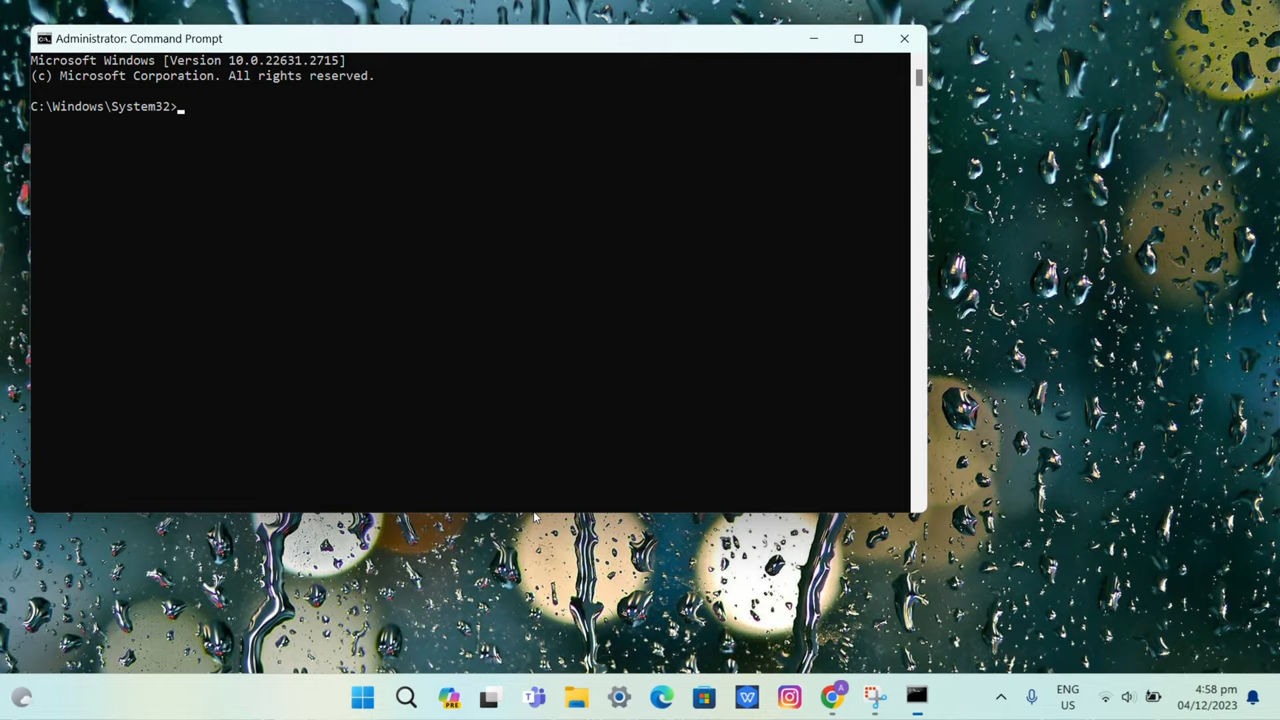 Administrator: Command Prompt
Microsoft Windows [Version 10.0.22631.2715]
(c) Microsoft Corporation. All rights reserved.
C:\Windows\System32>
PRE
A
ENG
US
4:58 pm
04/12/2023